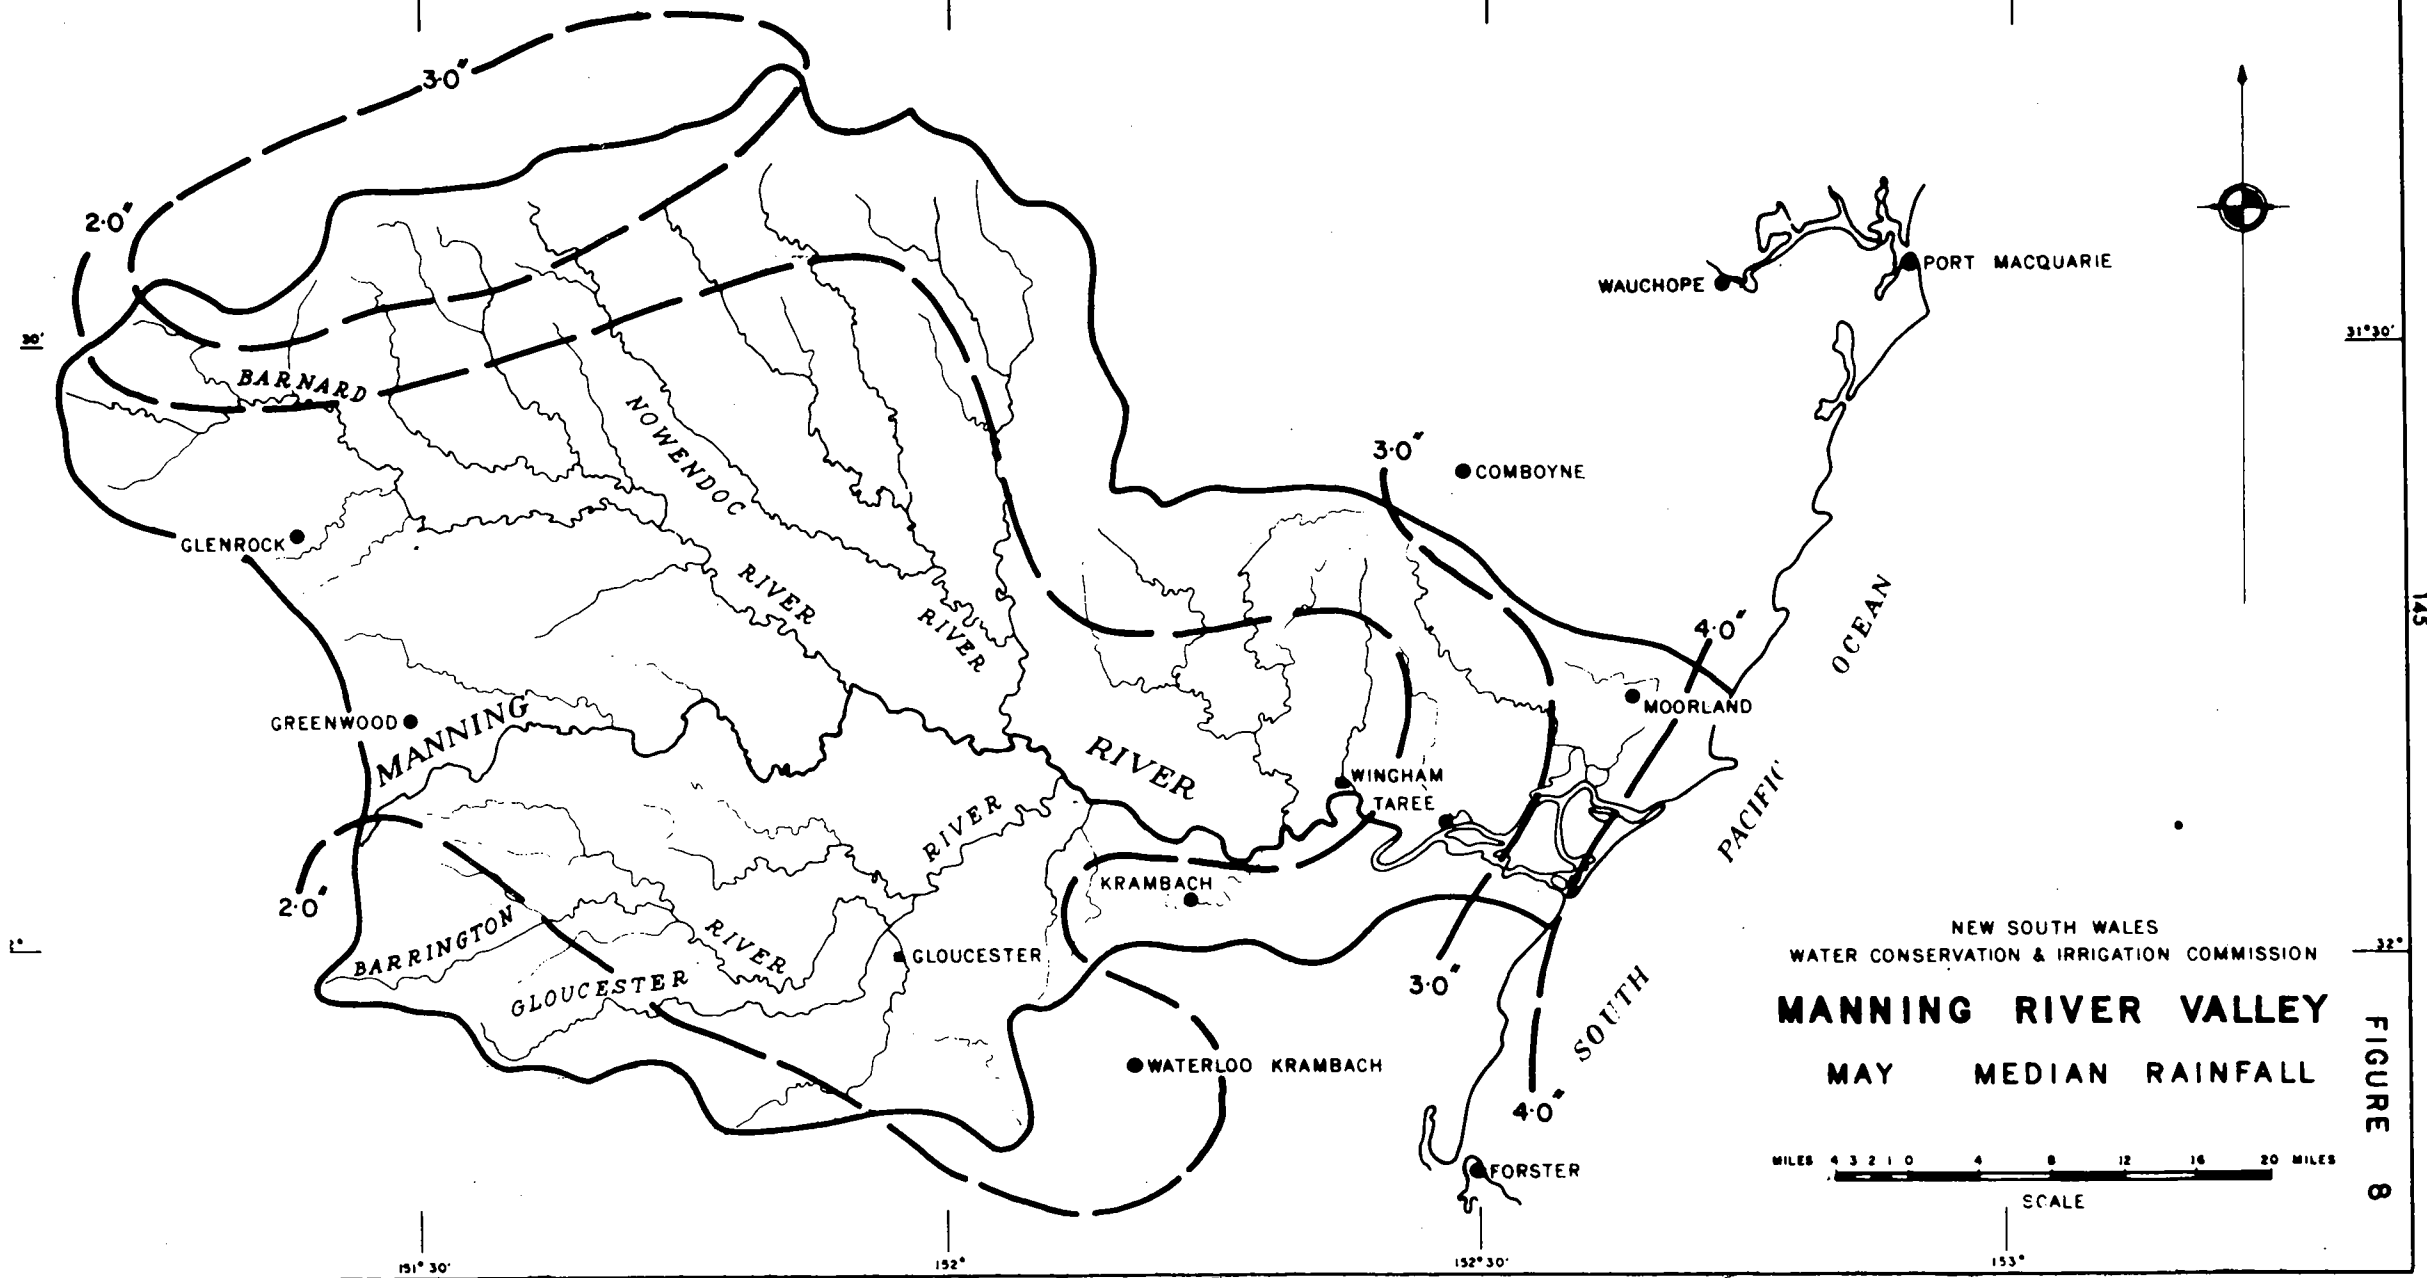 3·0"
2·0"
WAUCHOPE
PORT MACQUARIE
30'
31°30'
BARNARD
NOWENDOC
3·0"
COMBOYNE
GLENROCK
RIVER
RIVER
OCEAN
4·0"
145
GREENWOOD
MANNING
MOORLAND
RIVER
WINGHAM
TAREE
PACIFIC
RIVER
2·0"
KRAMBACH
BARRINGTON
RIVER
GLOUCESTER
GLOUCESTER
3·0"
SOUTH
NEW SOUTH WALES
WATER CONSERVATION & IRRIGATION COMMISSION
32°
MANNING RIVER VALLEY
MAY MEDIAN RAINFALL
FIGURE 8
WATERLOO KRAMBACH
4·0"
FORSTER
MILES 4 3 2 1 0 4 8 12 16 20 MILES
SCALE
151° 30'
152°
152° 30'
153°